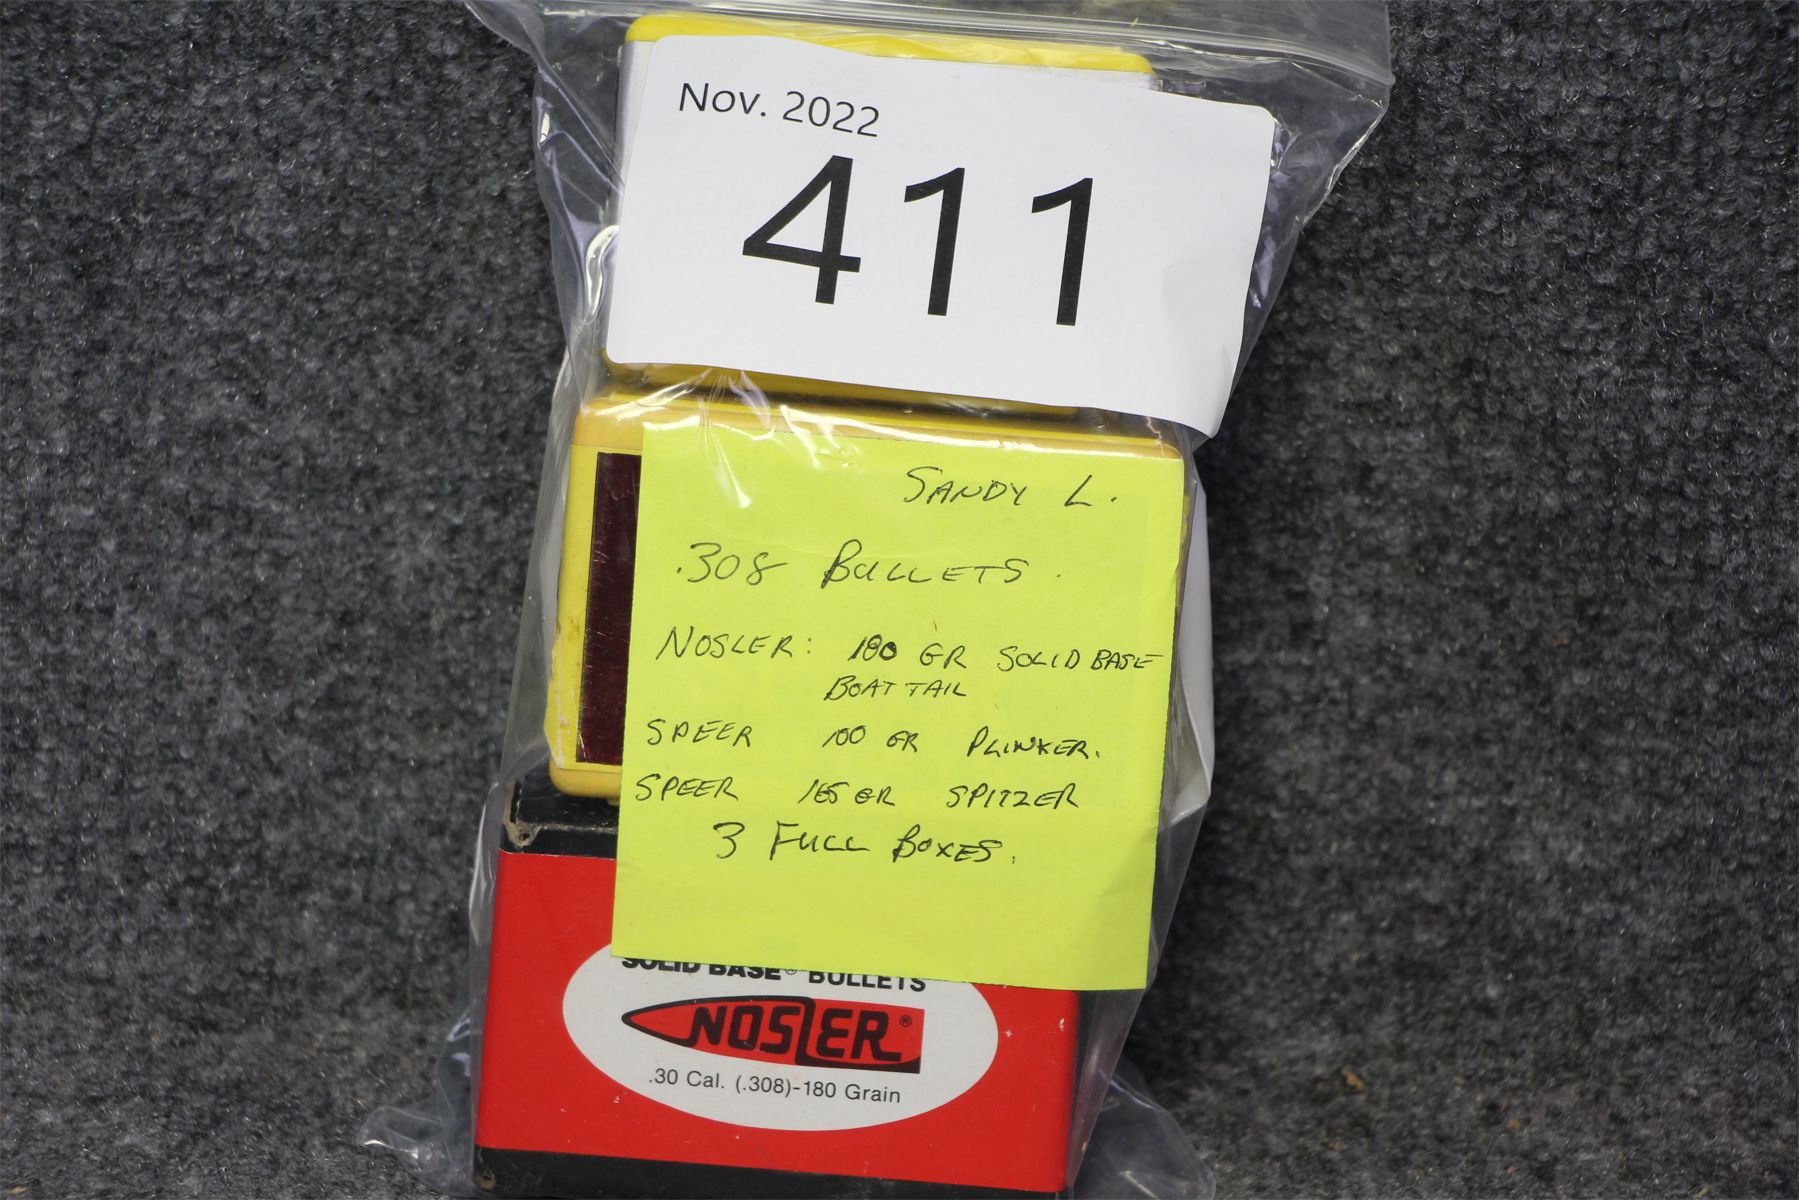 Nov. 2022
411
SANDY L.
.308 BULLETS.
NOSLER: 180 GR SOLID BASE
BOAT TAIL
SPEER 100 GR PLINKER.
SPEER 165 GR SPITZER
3 FULL BOXES.
SOLID BASE® BULLETS
NOSLER®
.30 Cal. (.308)-180 Grain